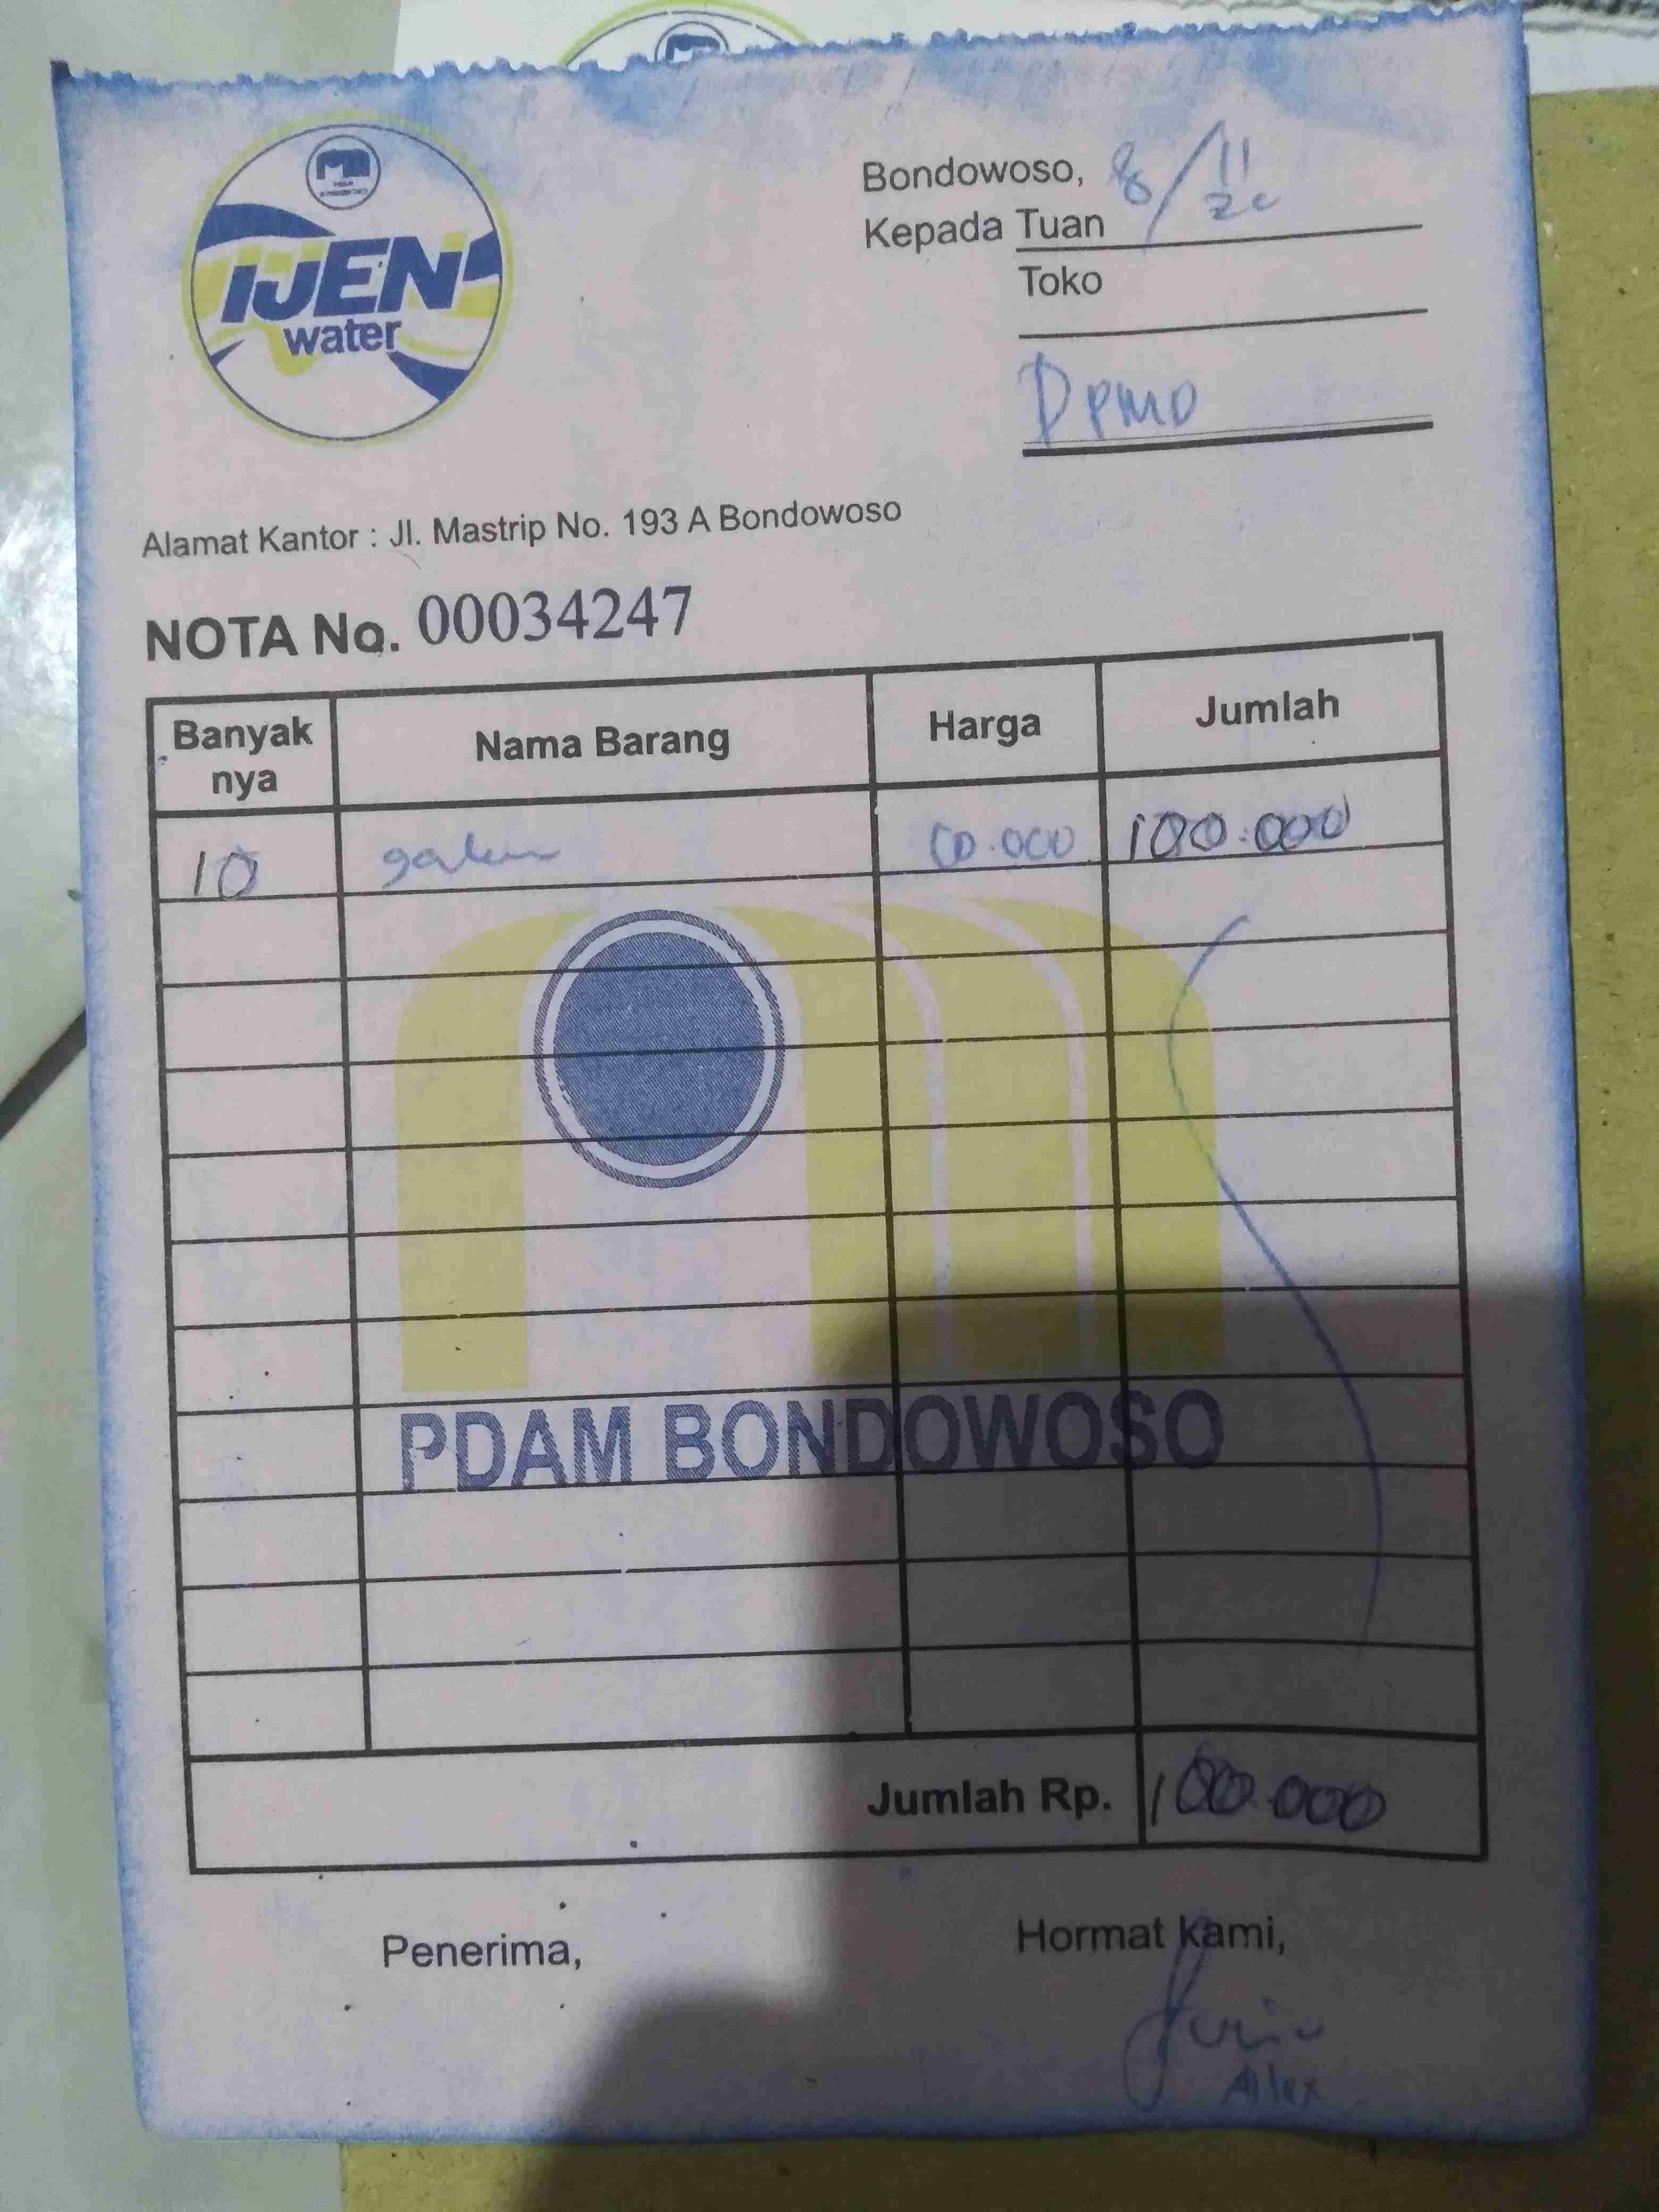 IJEN
water
Bondowoso, 8/11
Kepada Tuan
Toko
DPMD
Alamat Kantor : Jl. Mastrip No. 193 A Bondowoso
NOTA No. 00034247
Banyak nya Nama Barang Harga Jumlah
10 galon 10.000 100.000
PDAM BONDOWOSO
Jumlah Rp. 100.000
Penerima, Hormat kami,
Alex